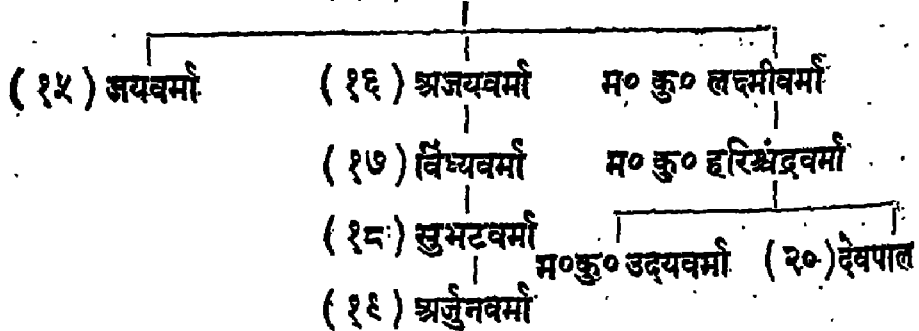 (१५) जयवर्मा (१६) अजयवर्मा म० कु० लक्ष्मीवर्मा
(१७) विंध्यवर्मा म० कु० हरिश्चंद्रवर्मा
(१८) सुभटवर्मा म०कु० उदयवर्मा (२०) देवपाल
(१९) अर्जुनवर्मा